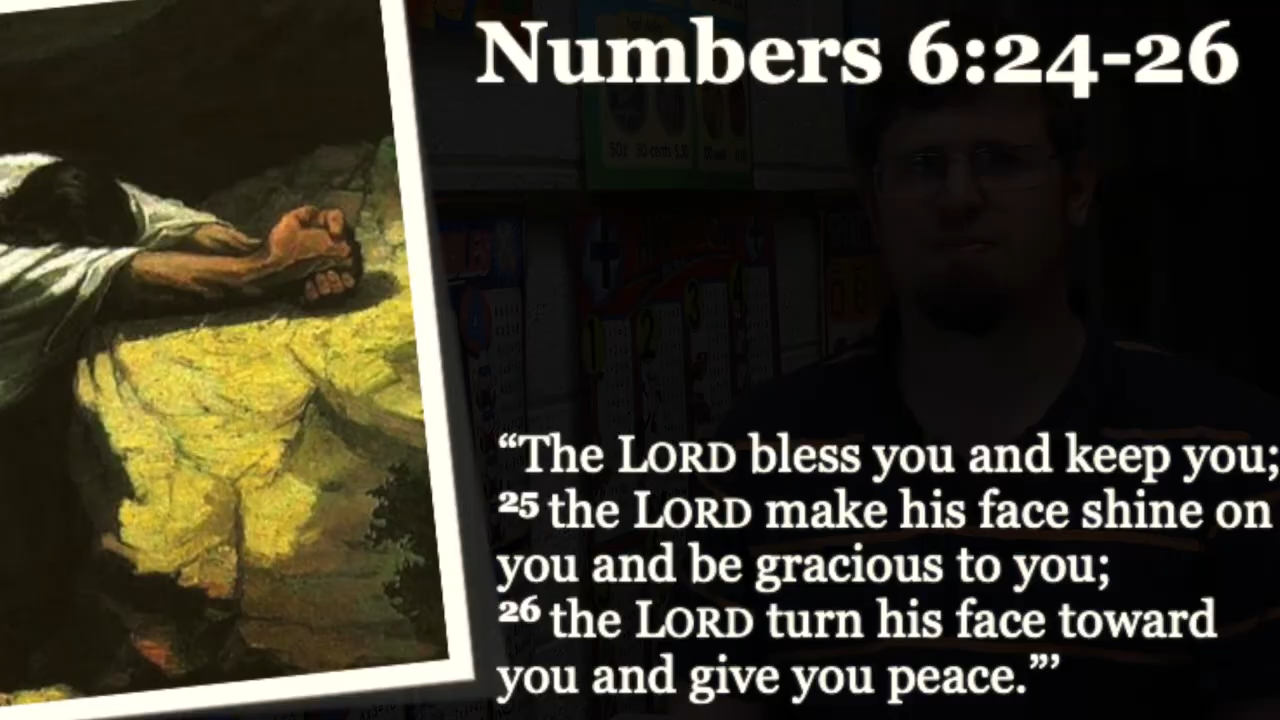 Numbers 6:24-26
“The LORD bless you and keep you;
25 the LORD make his face shine on
you and be gracious to you;
26 the LORD turn his face toward
you and give you peace.”’